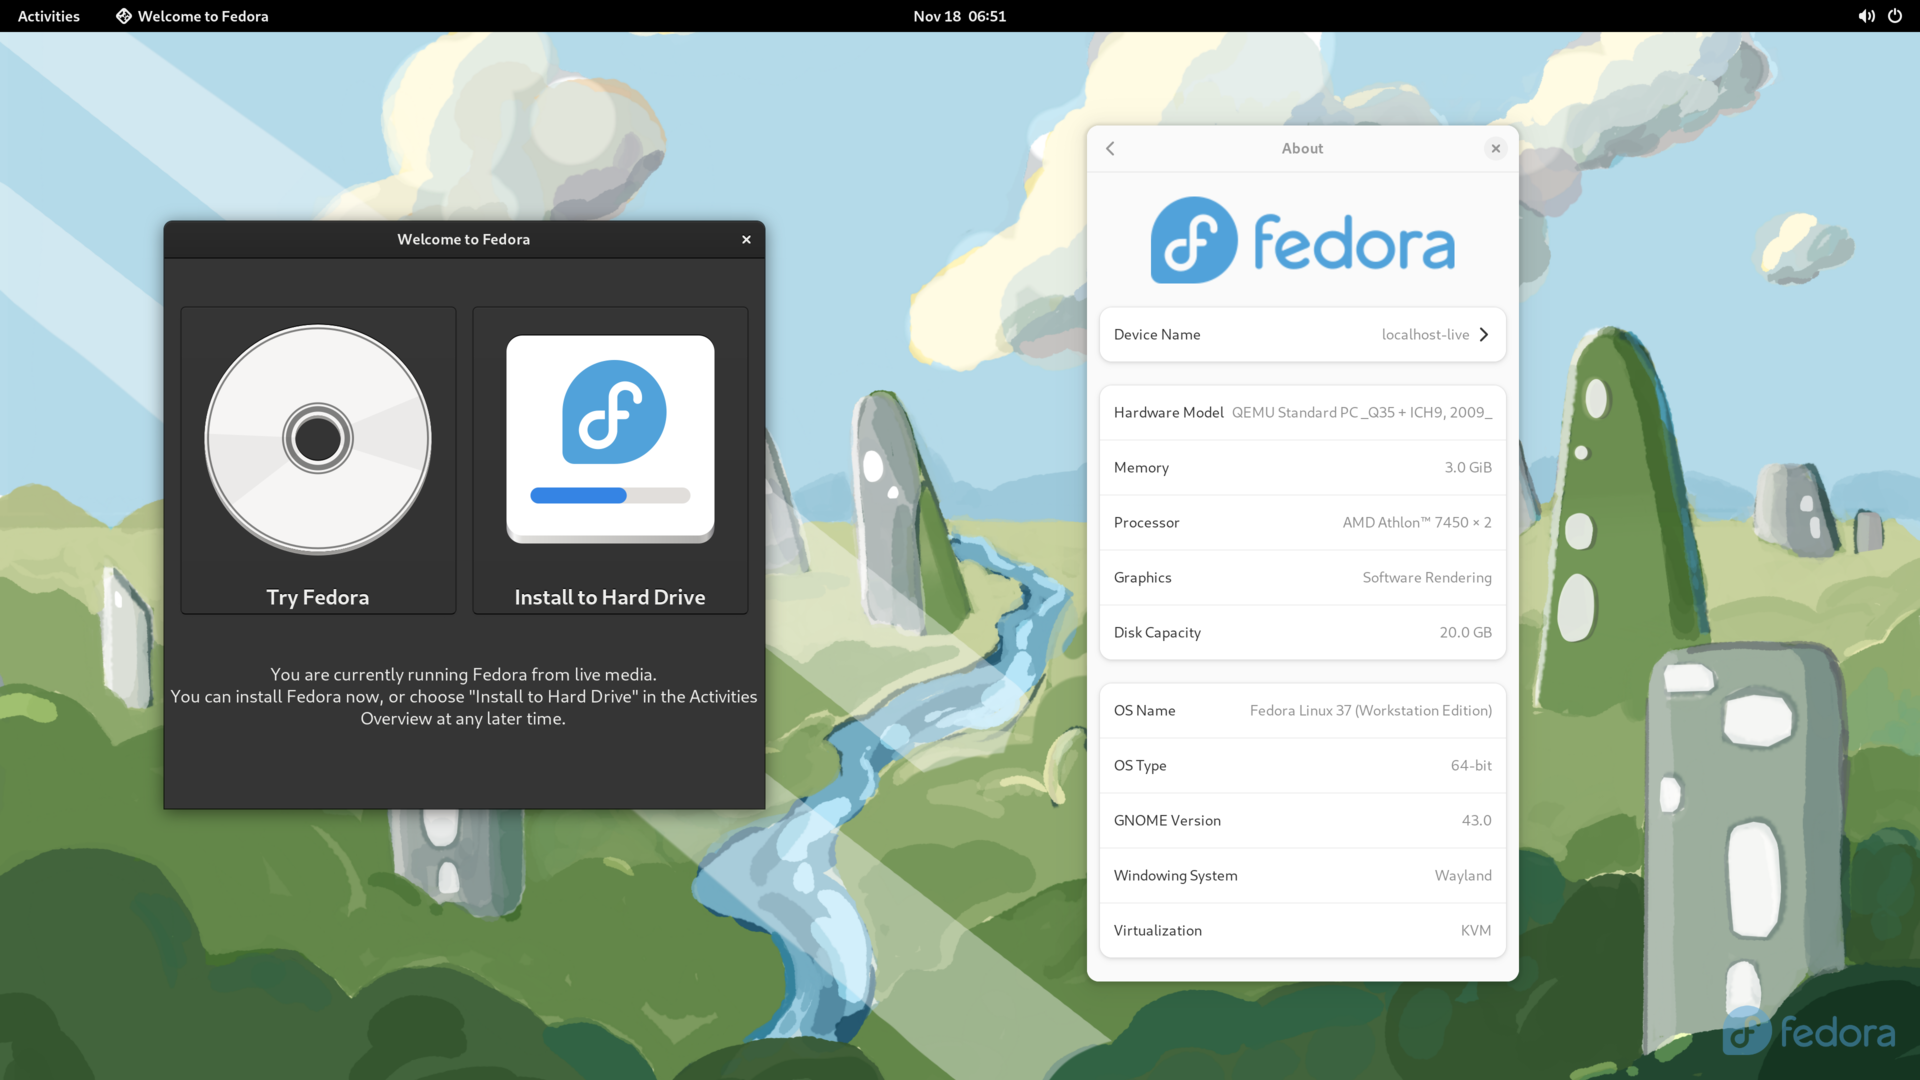 Activities
Welcome to Fedora
Nov 18 06:51
Welcome to Fedora
Try Fedora
Install to Hard Drive
You are currently running Fedora from live media.
You can install Fedora now, or choose "Install to Hard Drive" in the Activities
Overview at any later time.
About
fedora
Device Name localhost-live
Hardware Model QEMU Standard PC _Q35 + ICH9, 2009_
Memory 3.0 GiB
Processor AMD Athlon™ 7450 × 2
Graphics Software Rendering
Disk Capacity 20.0 GB
OS Name Fedora Linux 37 (Workstation Edition)
OS Type 64-bit
GNOME Version 43.0
Windowing System Wayland
Virtualization KVM
fedora